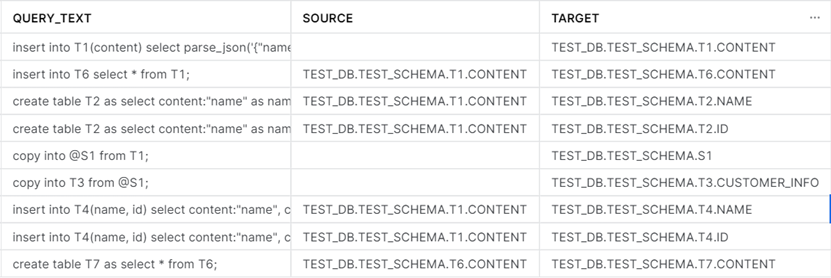 QUERY_TEXT SOURCE TARGET ...
insert into T1(content) select parse_json('{"name TEST_DB.TEST_SCHEMA.T1.CONTENT
insert into T6 select * from T1; TEST_DB.TEST_SCHEMA.T1.CONTENT TEST_DB.TEST_SCHEMA.T6.CONTENT
create table T2 as select content:"name" as nam TEST_DB.TEST_SCHEMA.T1.CONTENT TEST_DB.TEST_SCHEMA.T2.NAME
create table T2 as select content:"name" as nam TEST_DB.TEST_SCHEMA.T1.CONTENT TEST_DB.TEST_SCHEMA.T2.ID
copy into @S1 from T1; TEST_DB.TEST_SCHEMA.S1
copy into T3 from @S1; TEST_DB.TEST_SCHEMA.T3.CUSTOMER_INFO
insert into T4(name, id) select content:"name", c TEST_DB.TEST_SCHEMA.T1.CONTENT TEST_DB.TEST_SCHEMA.T4.NAME
insert into T4(name, id) select content:"name", c TEST_DB.TEST_SCHEMA.T1.CONTENT TEST_DB.TEST_SCHEMA.T4.ID
create table T7 as select * from T6; TEST_DB.TEST_SCHEMA.T6.CONTENT TEST_DB.TEST_SCHEMA.T7.CONTENT